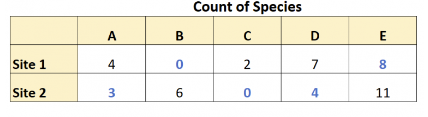 Count of Species
A B C D E
Site 1 4 0 2 7 8
Site 2 3 6 0 4 11